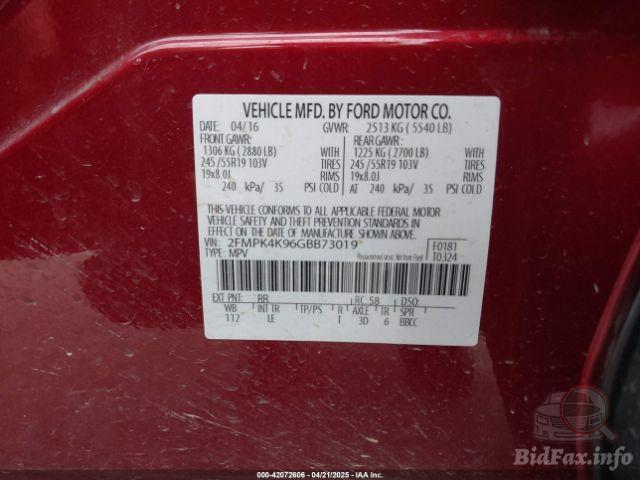 VEHICLE MFD. BY FORD MOTOR CO.
DATE: 04/16 GVWR: 2513 KG ( 5540 LB)
FRONT GAWR: REAR GAWR:
1306 KG ( 2880 LB) WITH 1225 KG ( 2700 LB) WITH
245 /55R19 103V TIRES 245 /55R19 103V TIRES
19x8.0J RIMS 19x8.0J RIMS
240 kPa/ 35 PSI COLD AT 240 kPa/ 35 PSI COLD
THIS VEHICLE CONFORMS TO ALL APPLICABLE FEDERAL MOTOR
VEHICLE SAFETY AND THEFT PREVENTION STANDARDS IN
EFFECT ON THE DATE OF MANUFACTURE SHOWN ABOVE.
VIN: 2FMPK4K96GBB73019 F0181
TYPE: MPV T0324
EXT PNT: RR RC: 58 DSO:
WB INT TR TP/PS R AXLE TR SPR
112 LE T 3D 6 BBCC
000-42072606 - 04/21/2025 - IAA Inc.
BidFax.info